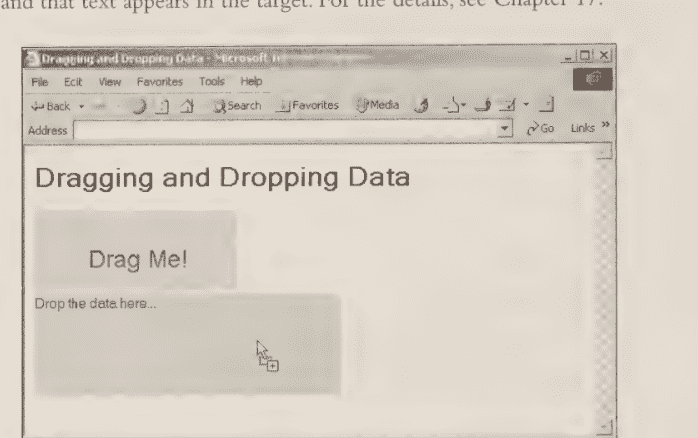 and that text appears in the target. For the details, see Chapter 17.
Dragging and Dropping Data - Microsoft In
File Ecit View Favorites Tools Help
Back Search Favorites Media
Address Go Links »
Dragging and Dropping Data
Drag Me!
Drop the data here...